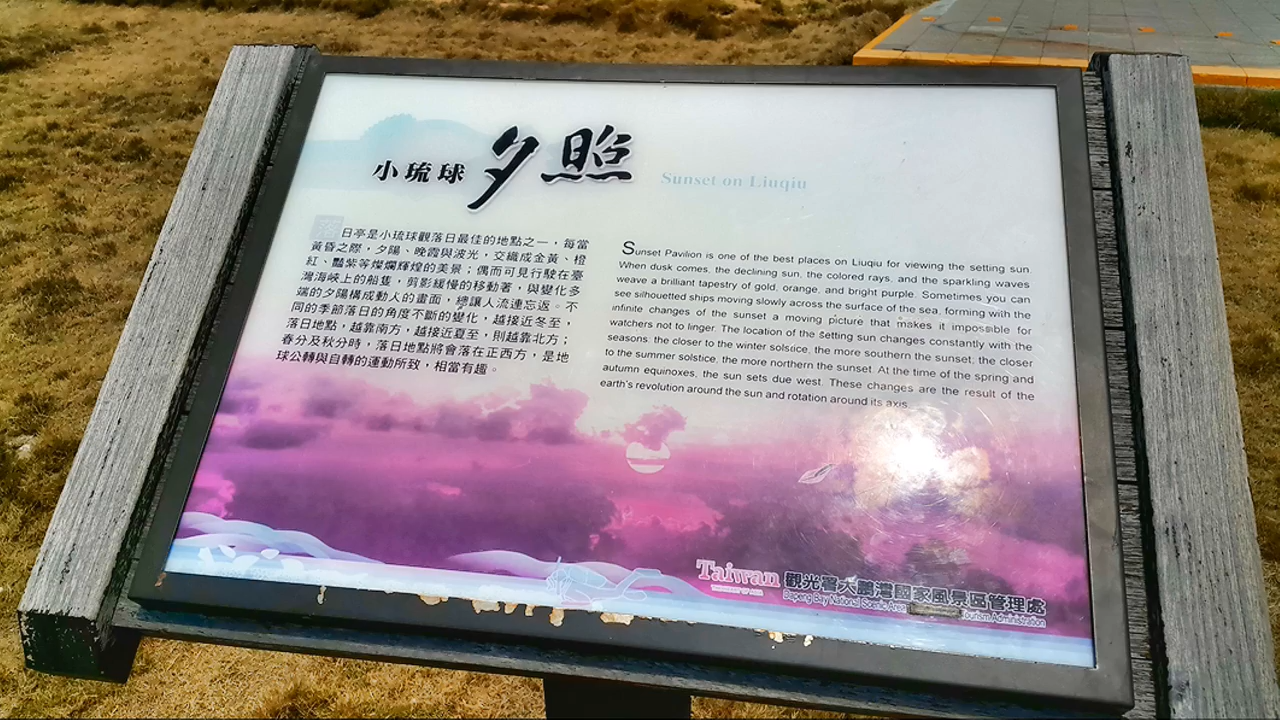 小琉球 夕照
Sunset on Liuqiu
落日亭是小琉球觀落日最佳的地點之一，每當
黃昏之際，夕陽、晚霞與波光，交織成金黃、橙
紅、豔紫等燦爛輝煌的美景；偶而可見行駛在臺
灣海峽上的船隻，剪影緩慢的移動著，與變化多
端的夕陽構成動人的畫面，總讓人流連忘返。不
同的季節落日的角度不斷的變化，越接近冬至，
落日地點，越靠南方，越接近夏至，則越靠北方；
春分及秋分時，落日地點將會落在正西方，是地
球公轉與自轉的運動所致，相當有趣。
Sunset Pavilion is one of the best places on Liuqiu for viewing the setting sun.
When dusk comes, the declining sun, the colored rays, and the sparkling waves
weave a brilliant tapestry of gold, orange, and bright purple. Sometimes you can
see silhouetted ships moving slowly across the surface of the sea, forming with the
infinite changes of the sunset a moving picture that makes it impossible for
watchers not to linger. The location of the setting sun changes constantly with the
seasons: the closer to the winter solstice, the more southern the sunset; the closer
to the summer solstice, the more northern the sunset. At the time of the spring and
autumn equinoxes, the sun sets due west. These changes are the result of the
earth's revolution around the sun and rotation around its axis.
Taiwan
THE HEART OF ASIA
觀光署大鵬灣國家風景區管理處
Dapeng Bay National Scenic Area
Tourism Administration